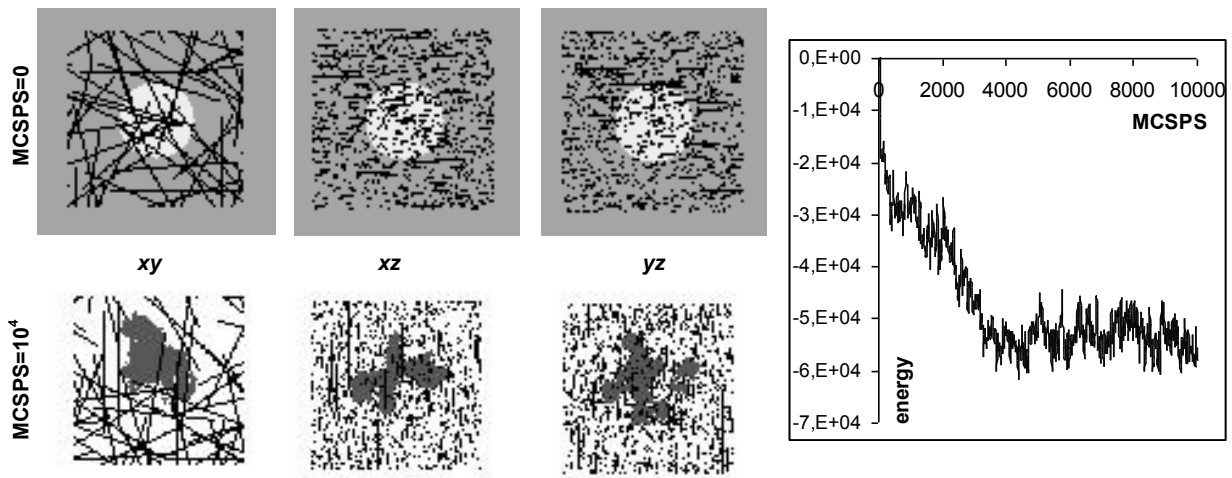 MCSPS=0
xy
xz
yz
MCSPS=10⁴
0,E+00
-1,E+04
-2,E+04
-3,E+04
-4,E+04
-5,E+04
-6,E+04
-7,E+04
0 2000 4000 6000 8000 10000
MCSPS
energy